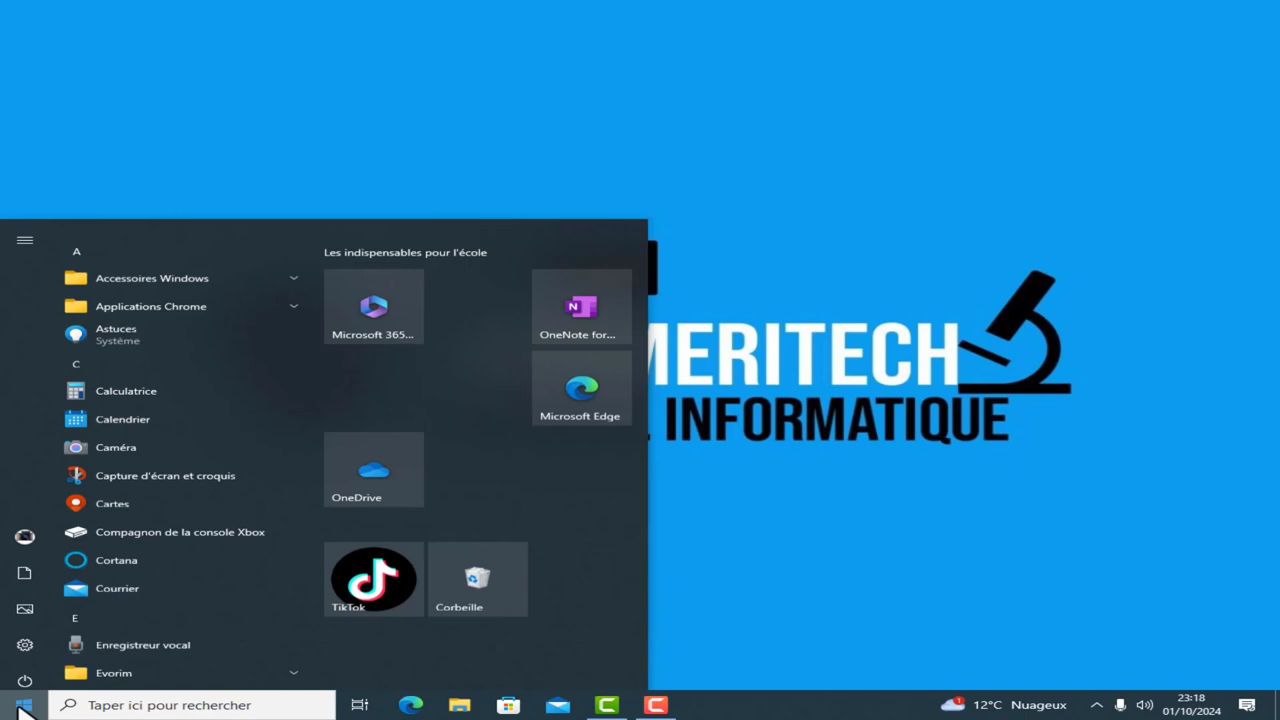 A
Accessoires Windows
Applications Chrome
Astuces
Système
C
Calculatrice
Calendrier
Caméra
Capture d'écran et croquis
Cartes
Compagnon de la console Xbox
Cortana
Courrier
E
Enregistreur vocal
Evorim
Les indispensables pour l'école
Microsoft 365...
OneNote for...
Microsoft Edge
OneDrive
TikTok
Corbeille
MERITECH
INFORMATIQUE
Taper ici pour rechercher
1
12°C Nuageux
23:18
01/10/2024